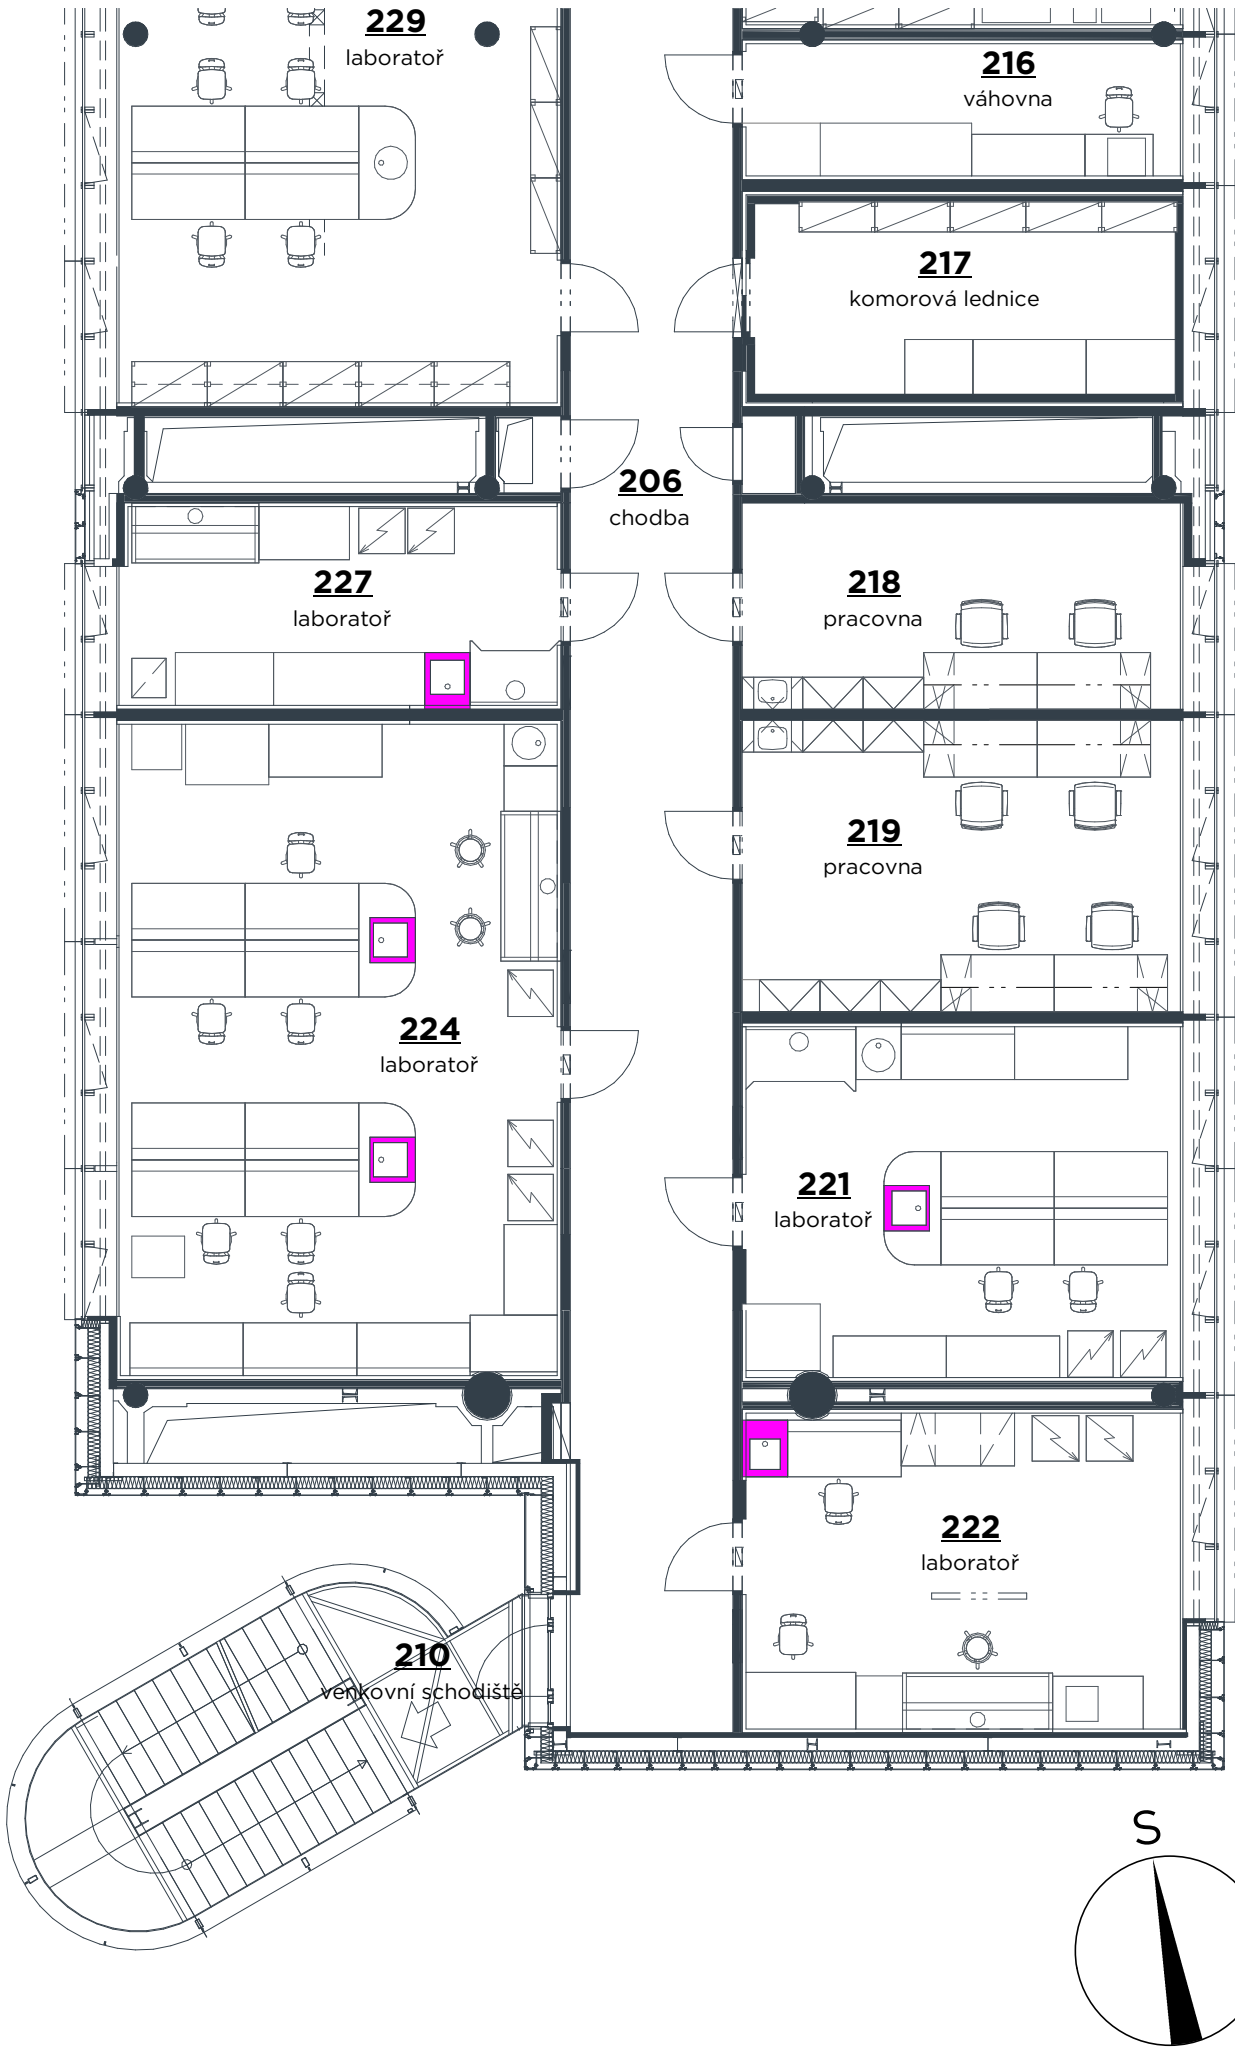 229
laboratoř
216
váhovna
217
komorová lednice
206
chodba
227
laboratoř
218
pracovna
219
pracovna
224
laboratoř
221
laboratoř
222
laboratoř
210
venkovní schodiště
S